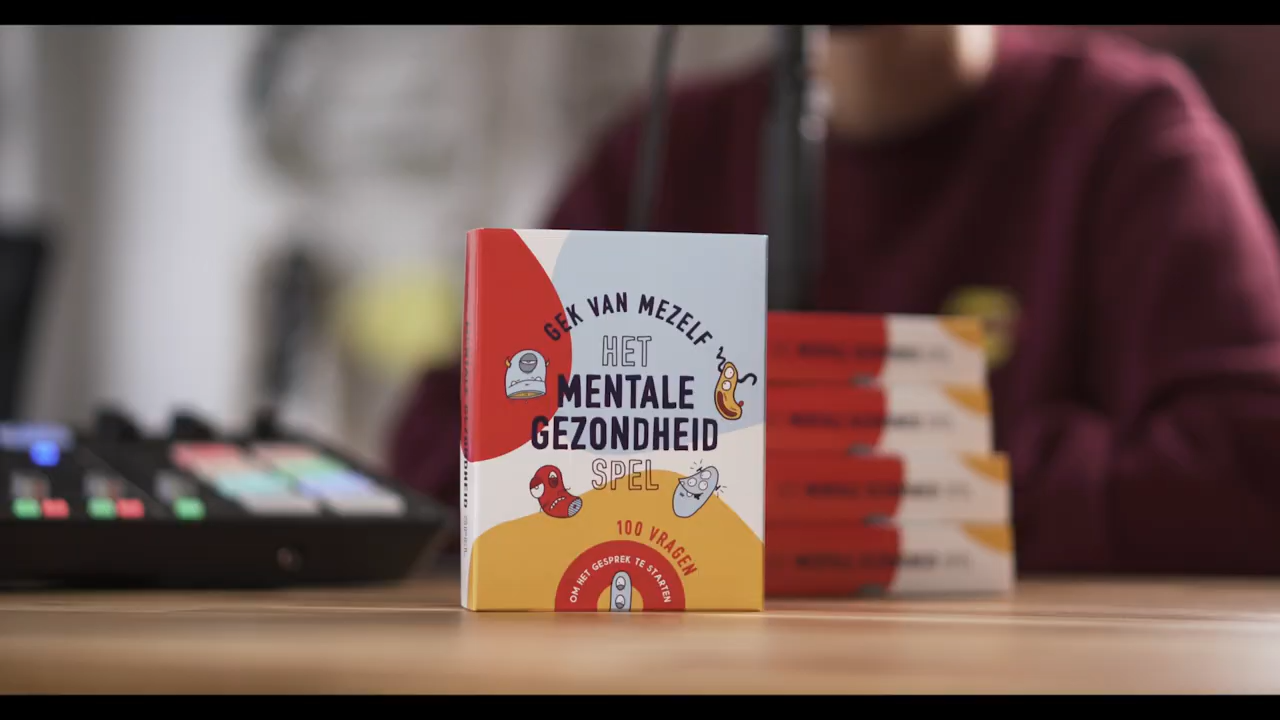 GEK VAN MEZELF
HET
MENTALE
GEZONDHEID
SPEL
100 VRAGEN
OM HET GESPREK TE STARTEN